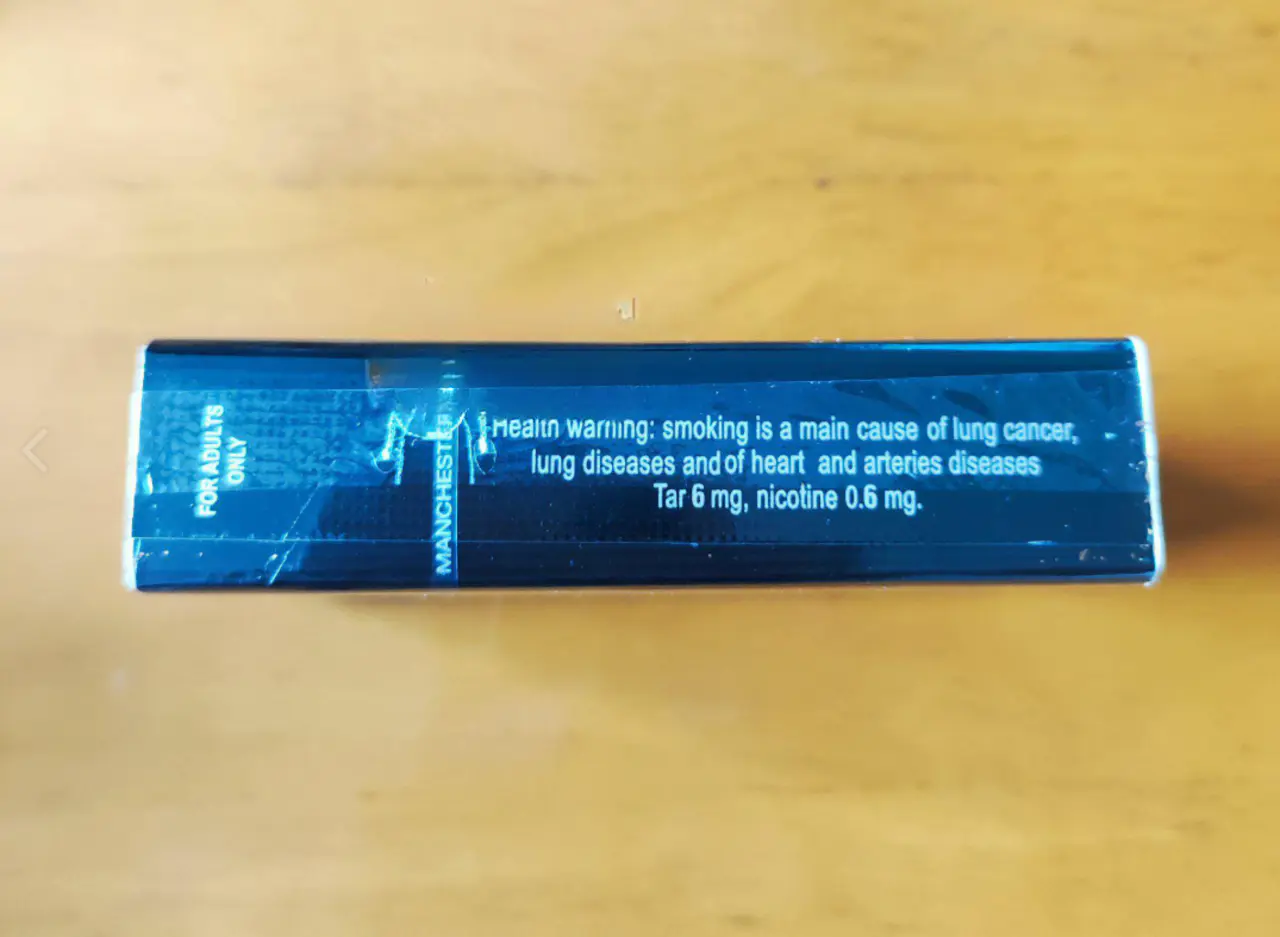 FOR ADULTS
ONLY
MANCHESTER
Health warning: smoking is a main cause of lung cancer,
lung diseases and of heart and arteries diseases
Tar 6 mg, nicotine 0.6 mg.